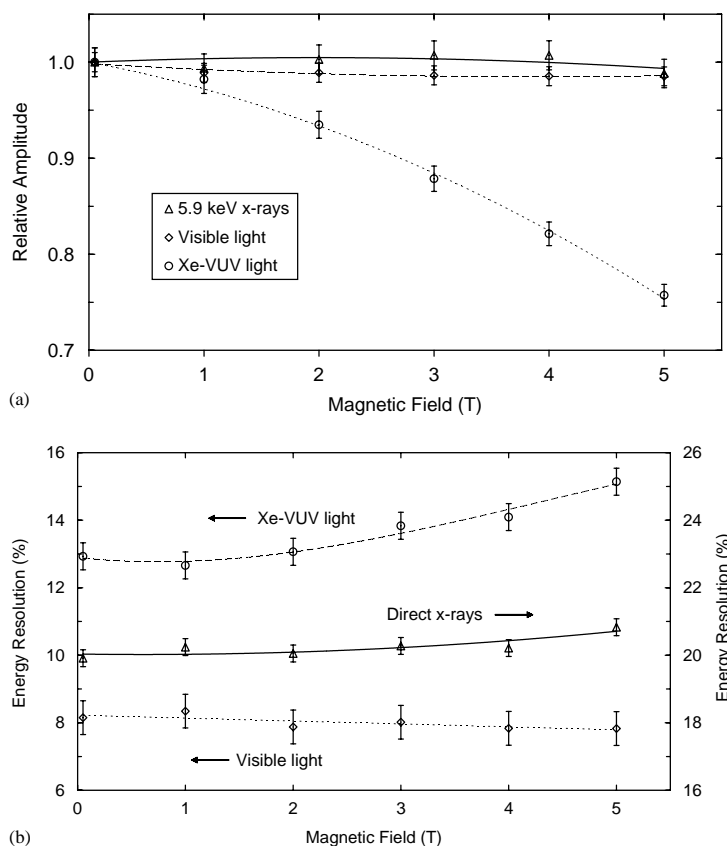 1.0
0.9
0.8
0.7
Relative Amplitude
5.9 keV x-rays
Visible light
Xe-VUV light
0 1 2 3 4 5
Magnetic Field (T)
(a)
16
14
12
10
8
6
Energy Resolution (%)
26
24
22
20
18
16
Energy Resolution (%)
Xe-VUV light
Direct x-rays
Visible light
0 1 2 3 4 5
Magnetic Field (T)
(b)